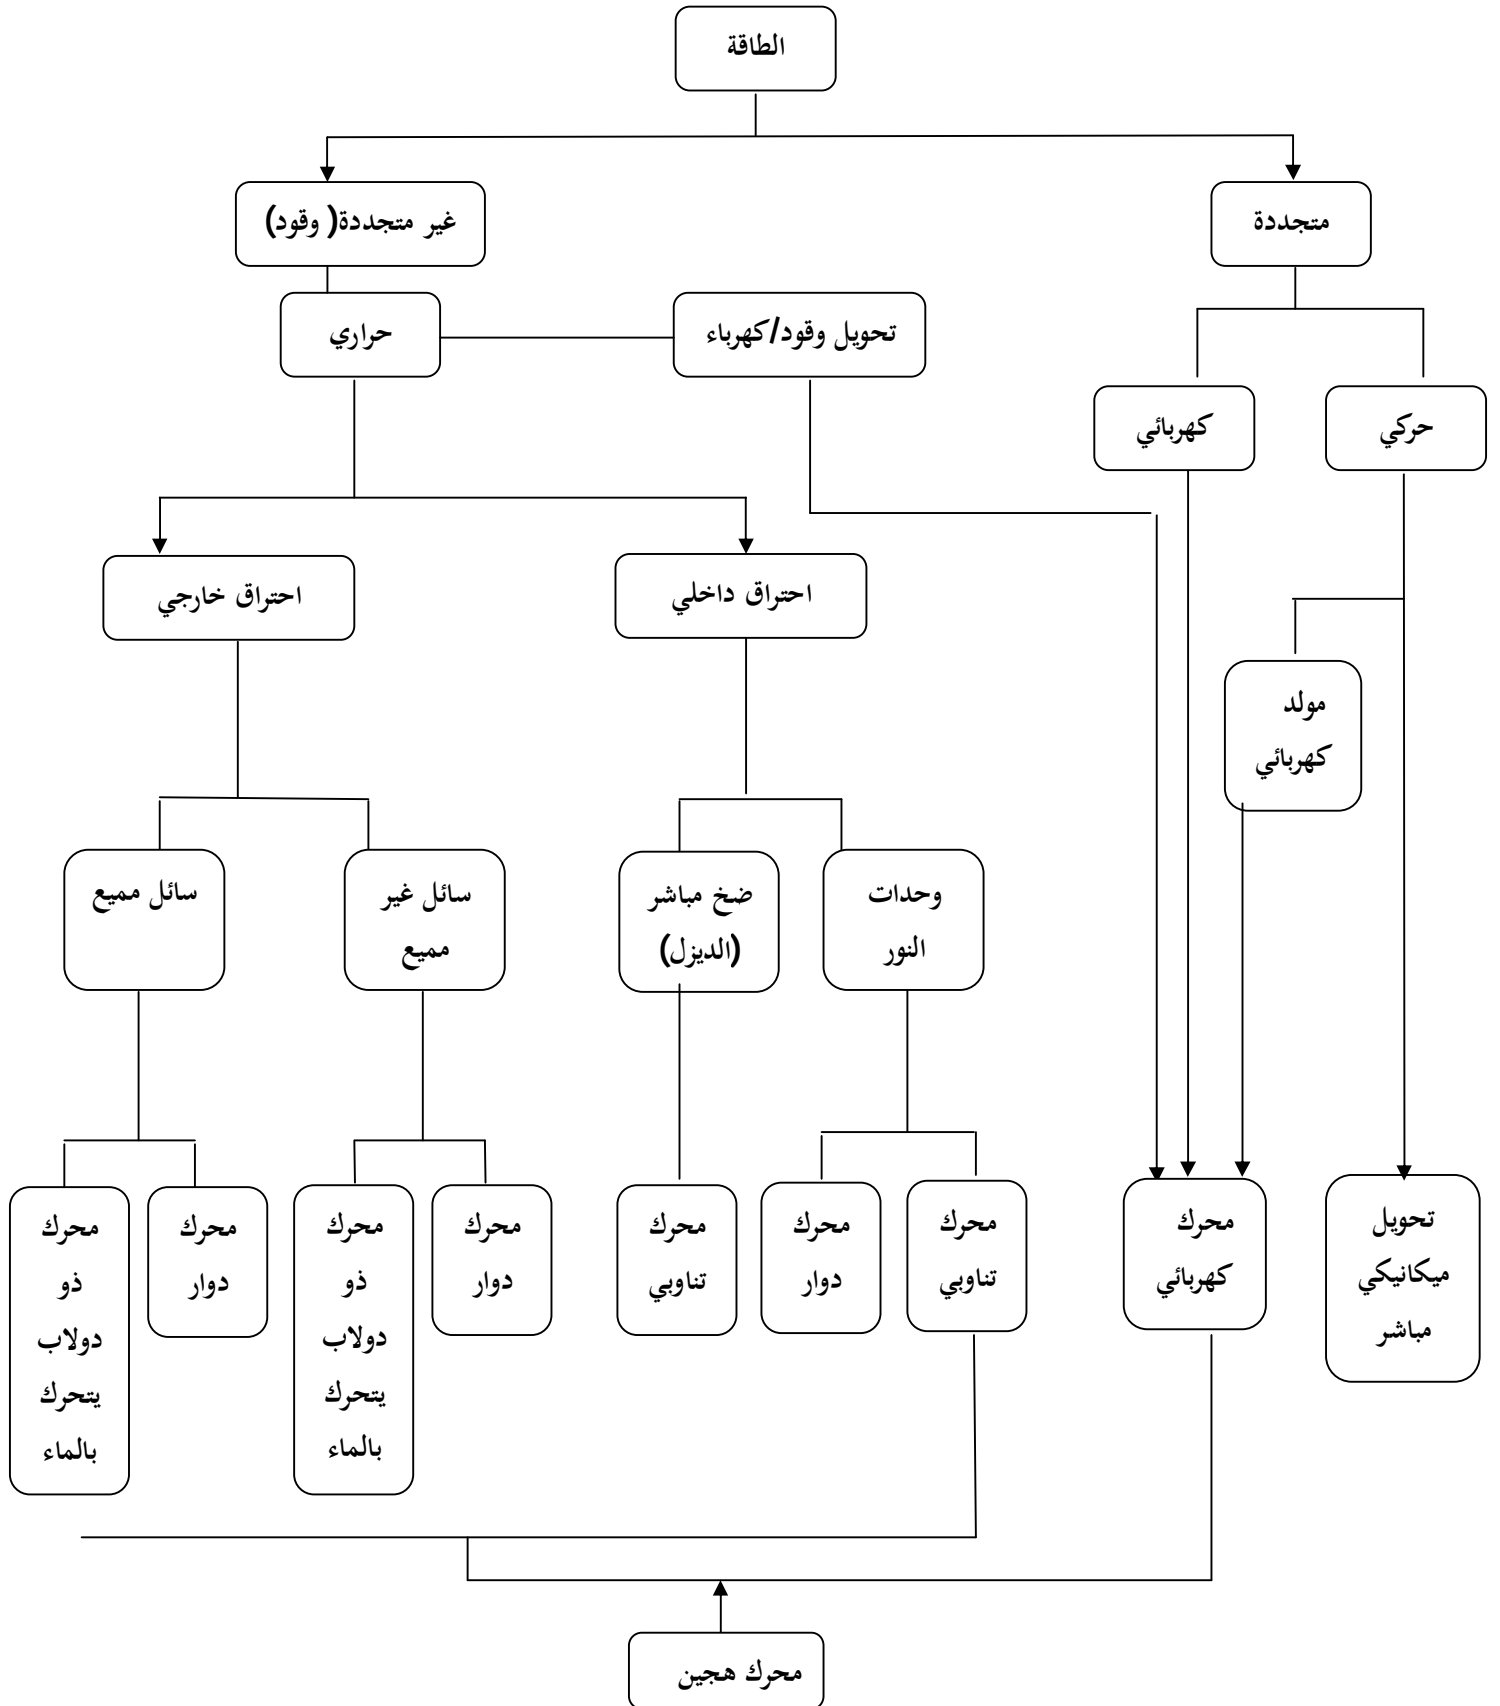 الطاقة
متجددة
غير متجددة( وقود)
تحويل وقود/كهرباء
حراري
حركي
كهربائي
احتراق داخلي
احتراق خارجي
مولد
كهربائي
وحدات
النور
ضخ مباشر
(الديزل)
سائل غير
مميع
سائل مميع
تحويل
ميكانيكي
مباشر
محرك
كهربائي
محرك
تناوبي
محرك
دوار
محرك
تناوبي
محرك
دوار
محرك
ذو
دولاب
يتحرك
بالماء
محرك
دوار
محرك
ذو
دولاب
يتحرك
بالماء
محرك هجين